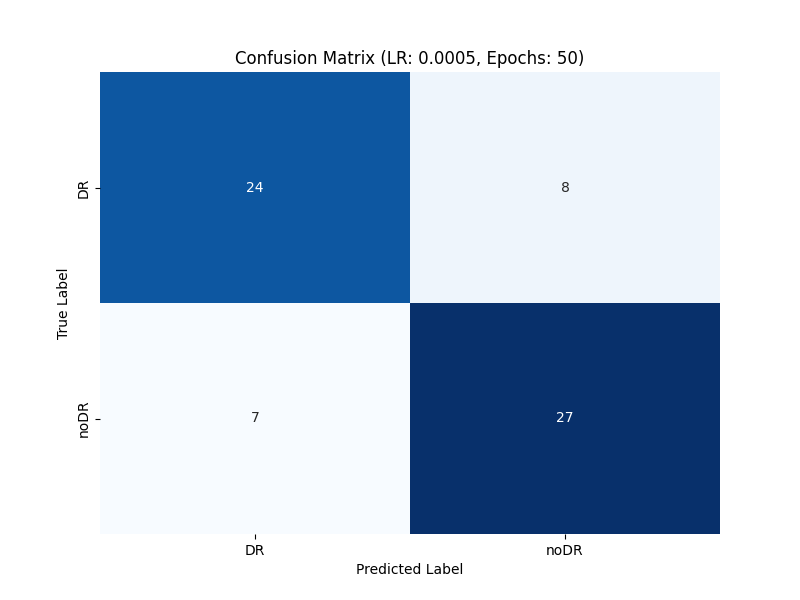 Confusion Matrix (LR: 0.0005, Epochs: 50)
True Label
DR
24
8
noDR
7
27
DR
noDR
Predicted Label